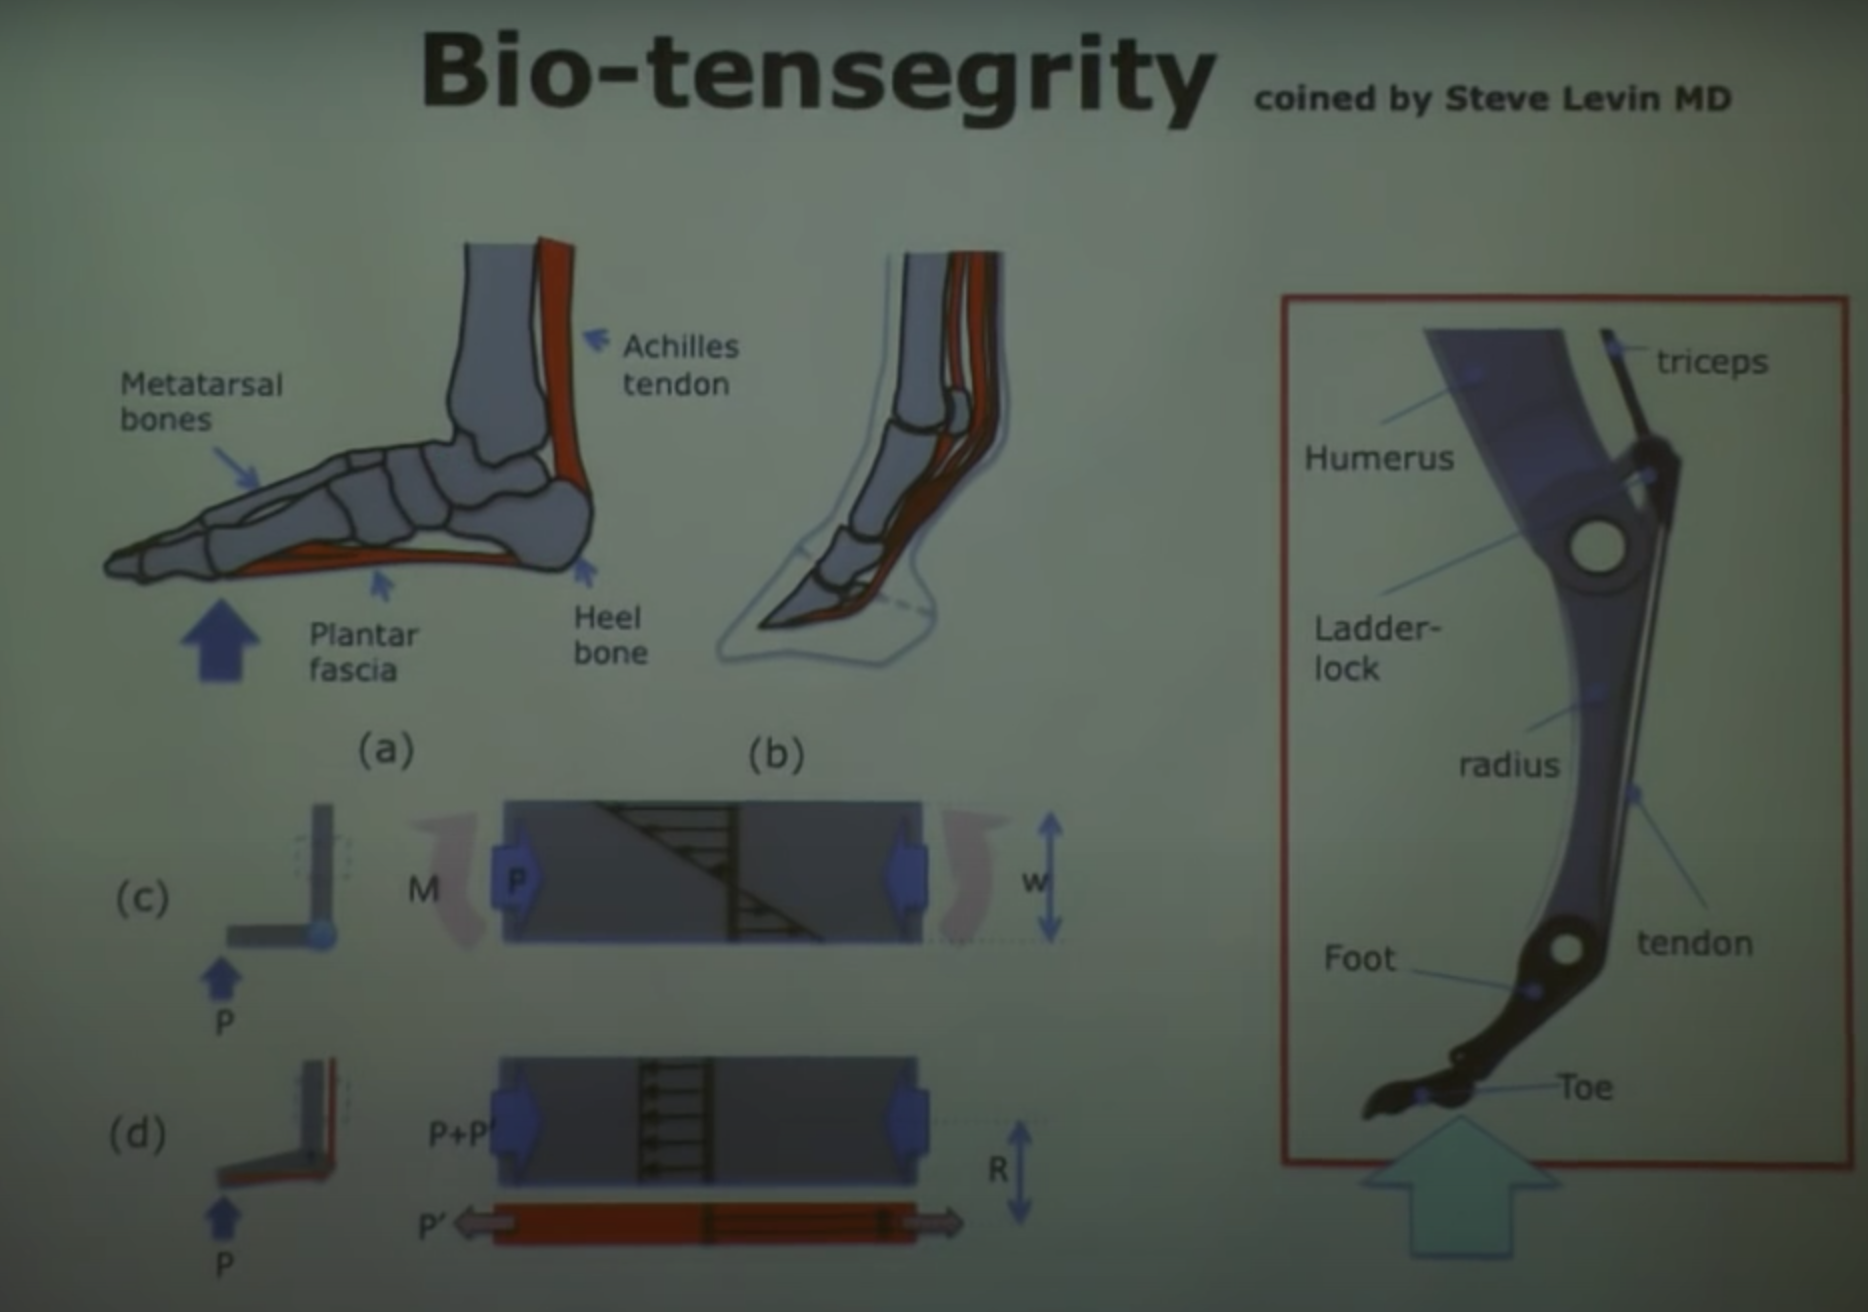 Bio-tensegrity coined by Steve Levin MD
Achilles
tendon
Metatarsal
bones
Plantar
fascia
Heel
bone
(a)
(b)
(c)
P
M
P
w
(d)
P
P+P'
P'
R
triceps
Humerus
Ladder-
lock
radius
tendon
Foot
Toe